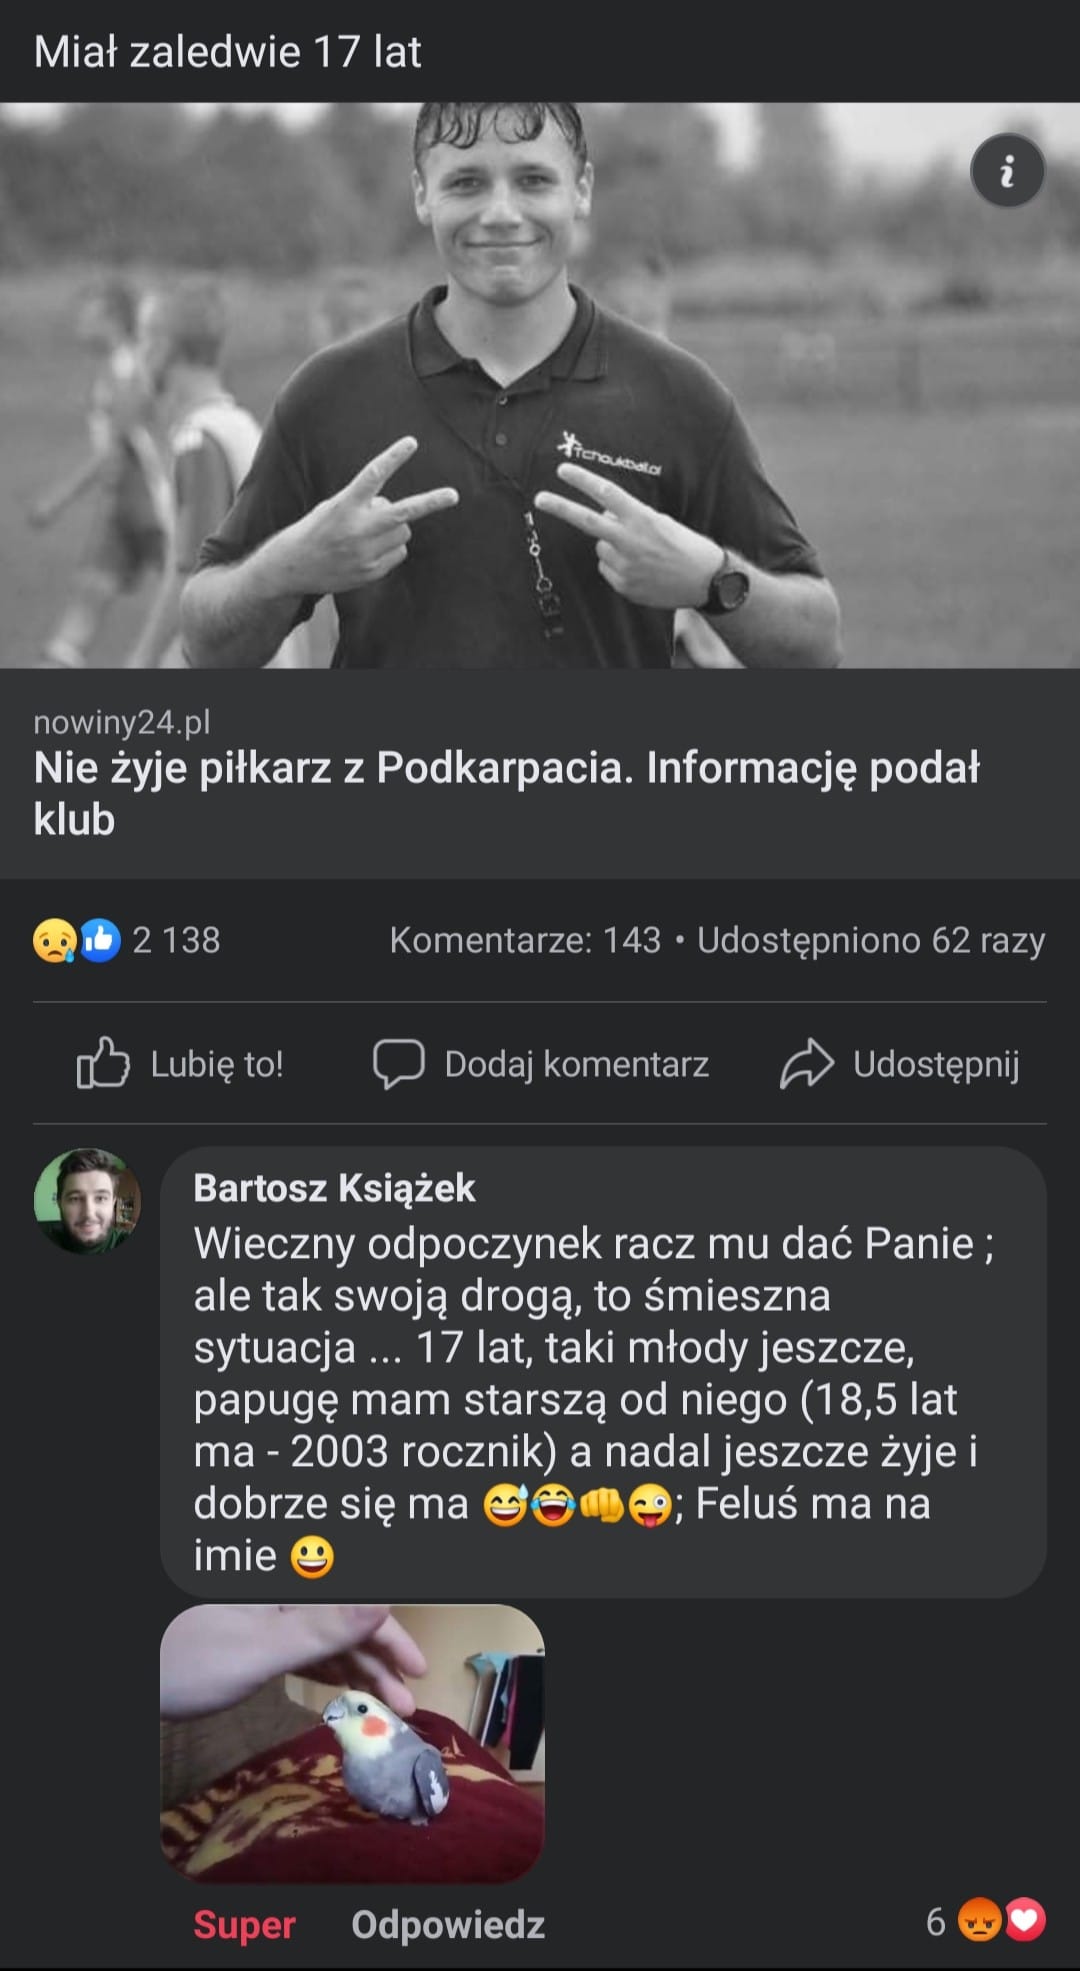 Miał zaledwie 17 lat
i
Tchoukball.pl
nowiny24.pl
Nie żyje piłkarz z Podkarpacia. Informację podał
klub
😥👍 2 138
Komentarze: 143 • Udostępniono 62 razy
Lubię to!
Dodaj komentarz
Udostępnij
Bartosz Książek
Wieczny odpoczynek racz mu dać Panie ;
ale tak swoją drogą, to śmieszna
sytuacja ... 17 lat, taki młody jeszcze,
papugę mam starszą od niego (18,5 lat
ma - 2003 rocznik) a nadal jeszcze żyje i
dobrze się ma 😅😂👊😜; Feluś ma na
imie 😃
Super
Odpowiedz
6 😡❤️